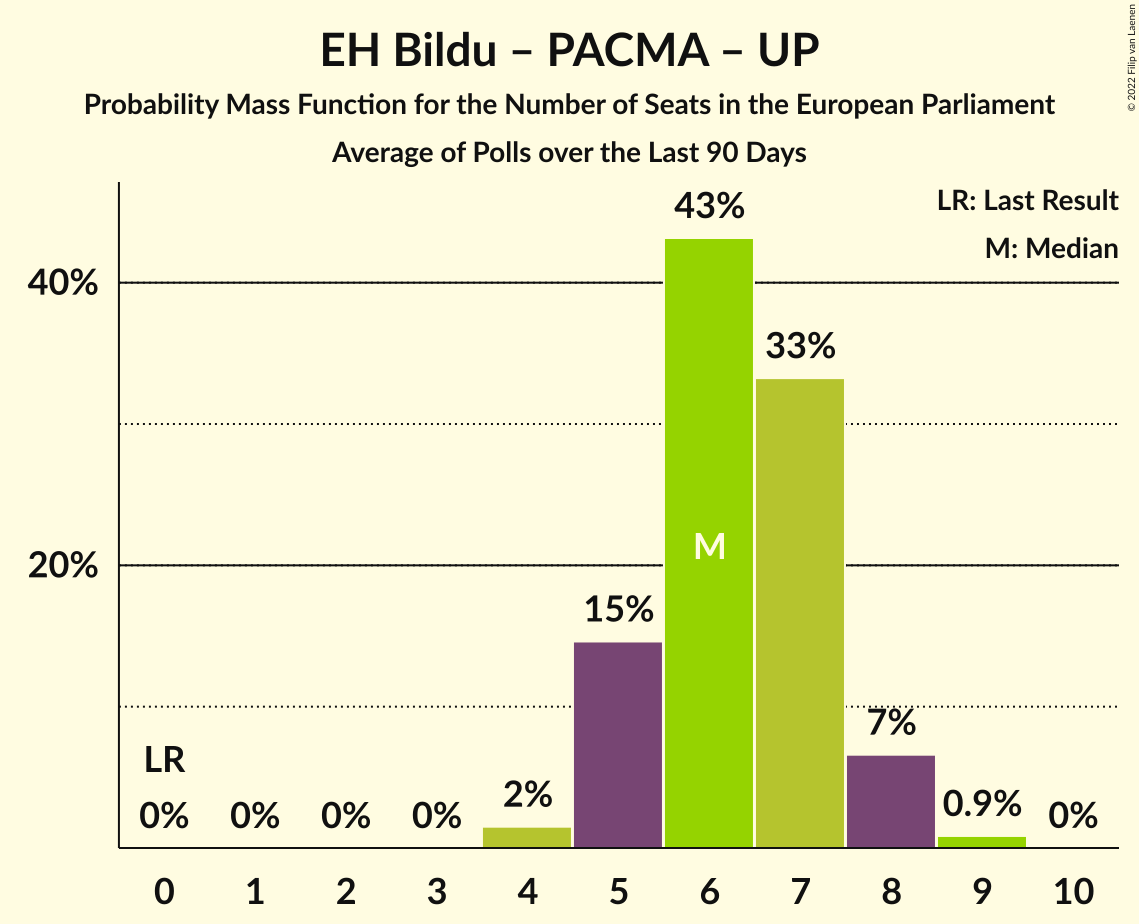 EH Bildu – PACMA – UP
Probability Mass Function for the Number of Seats in the European Parliament
Average of Polls over the Last 90 Days
© 2022 Filip van Laenen
LR: Last Result
M: Median
43%
40%
33%
M
20%
15%
7%
LR
2%
0.9%
0% 0% 0% 0% 0%
0 1 2 3 4 5 6 7 8 9 10